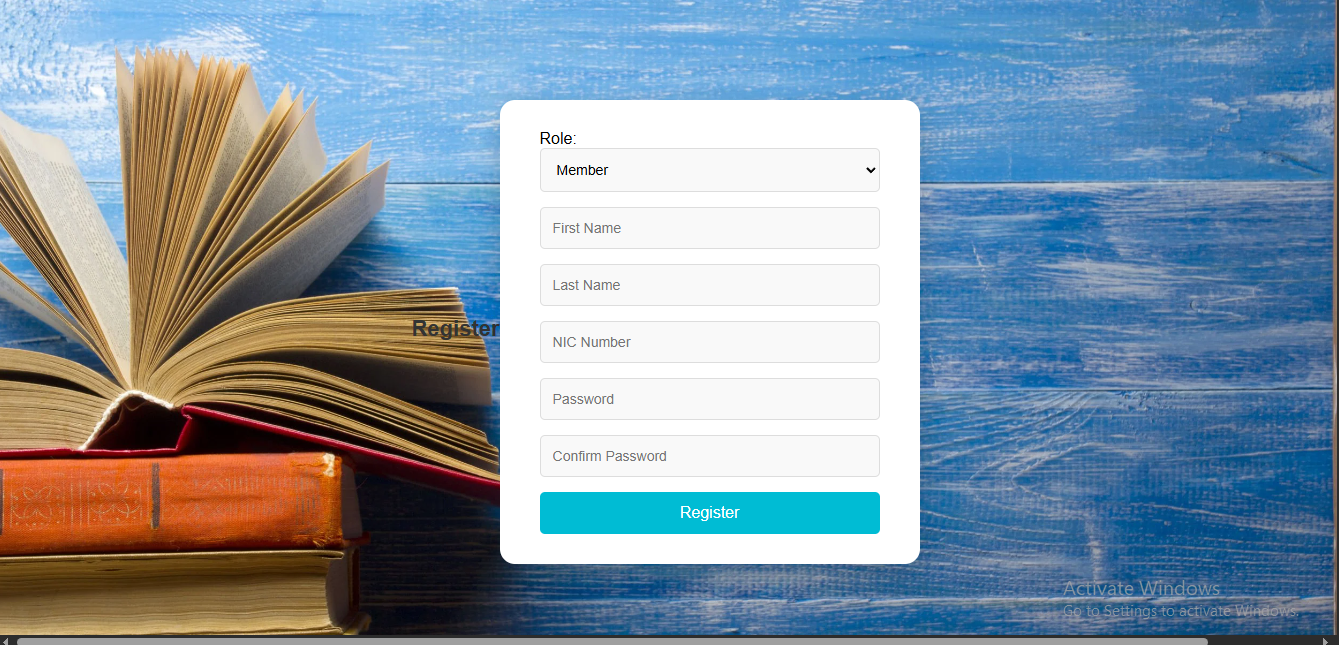 Role:
Member
First Name
Last Name
Register
NIC Number
Password
Confirm Password
Register
Activate Windows
Go to Settings to activate Windows.